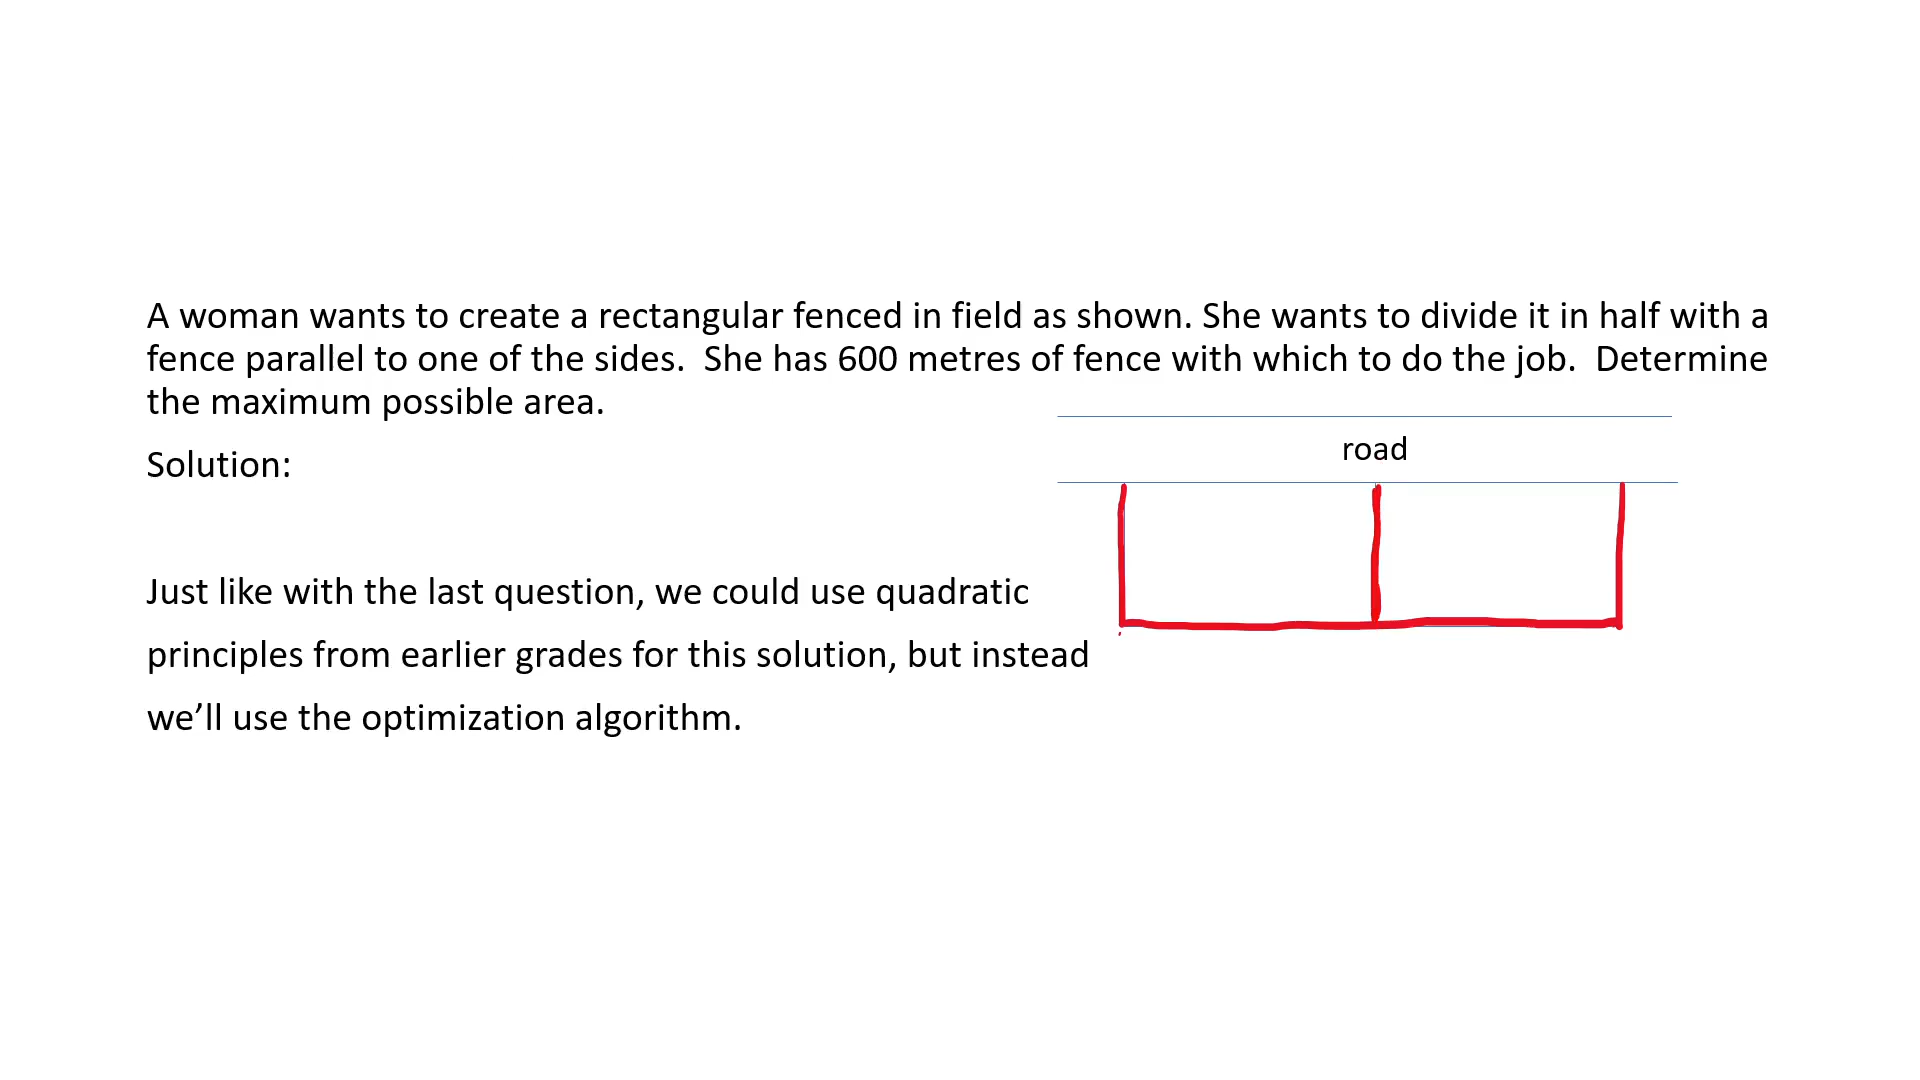 A woman wants to create a rectangular fenced in field as shown. She wants to divide it in half with a
fence parallel to one of the sides.  She has 600 metres of fence with which to do the job.  Determine
the maximum possible area.
road
Solution:
Just like with the last question, we could use quadratic
principles from earlier grades for this solution, but instead
we’ll use the optimization algorithm.